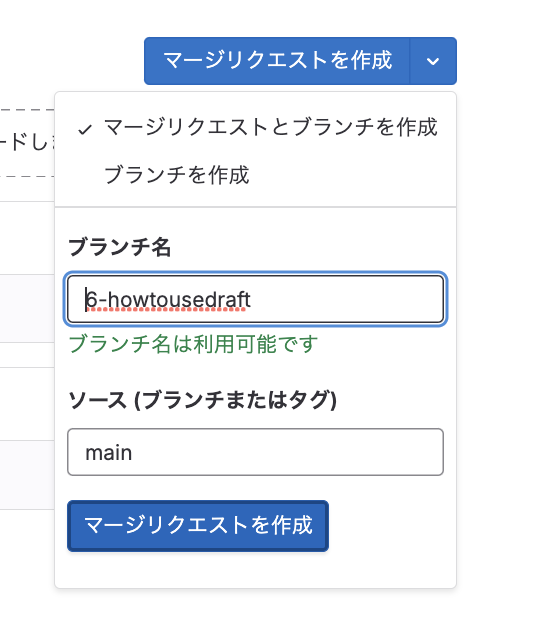 マージリクエストを作成
ードしま
マージリクエストとブランチを作成
ブランチを作成
ブランチ名
6-howtousedraft
ブランチ名は利用可能です
ソース (ブランチまたはタグ)
main
マージリクエストを作成